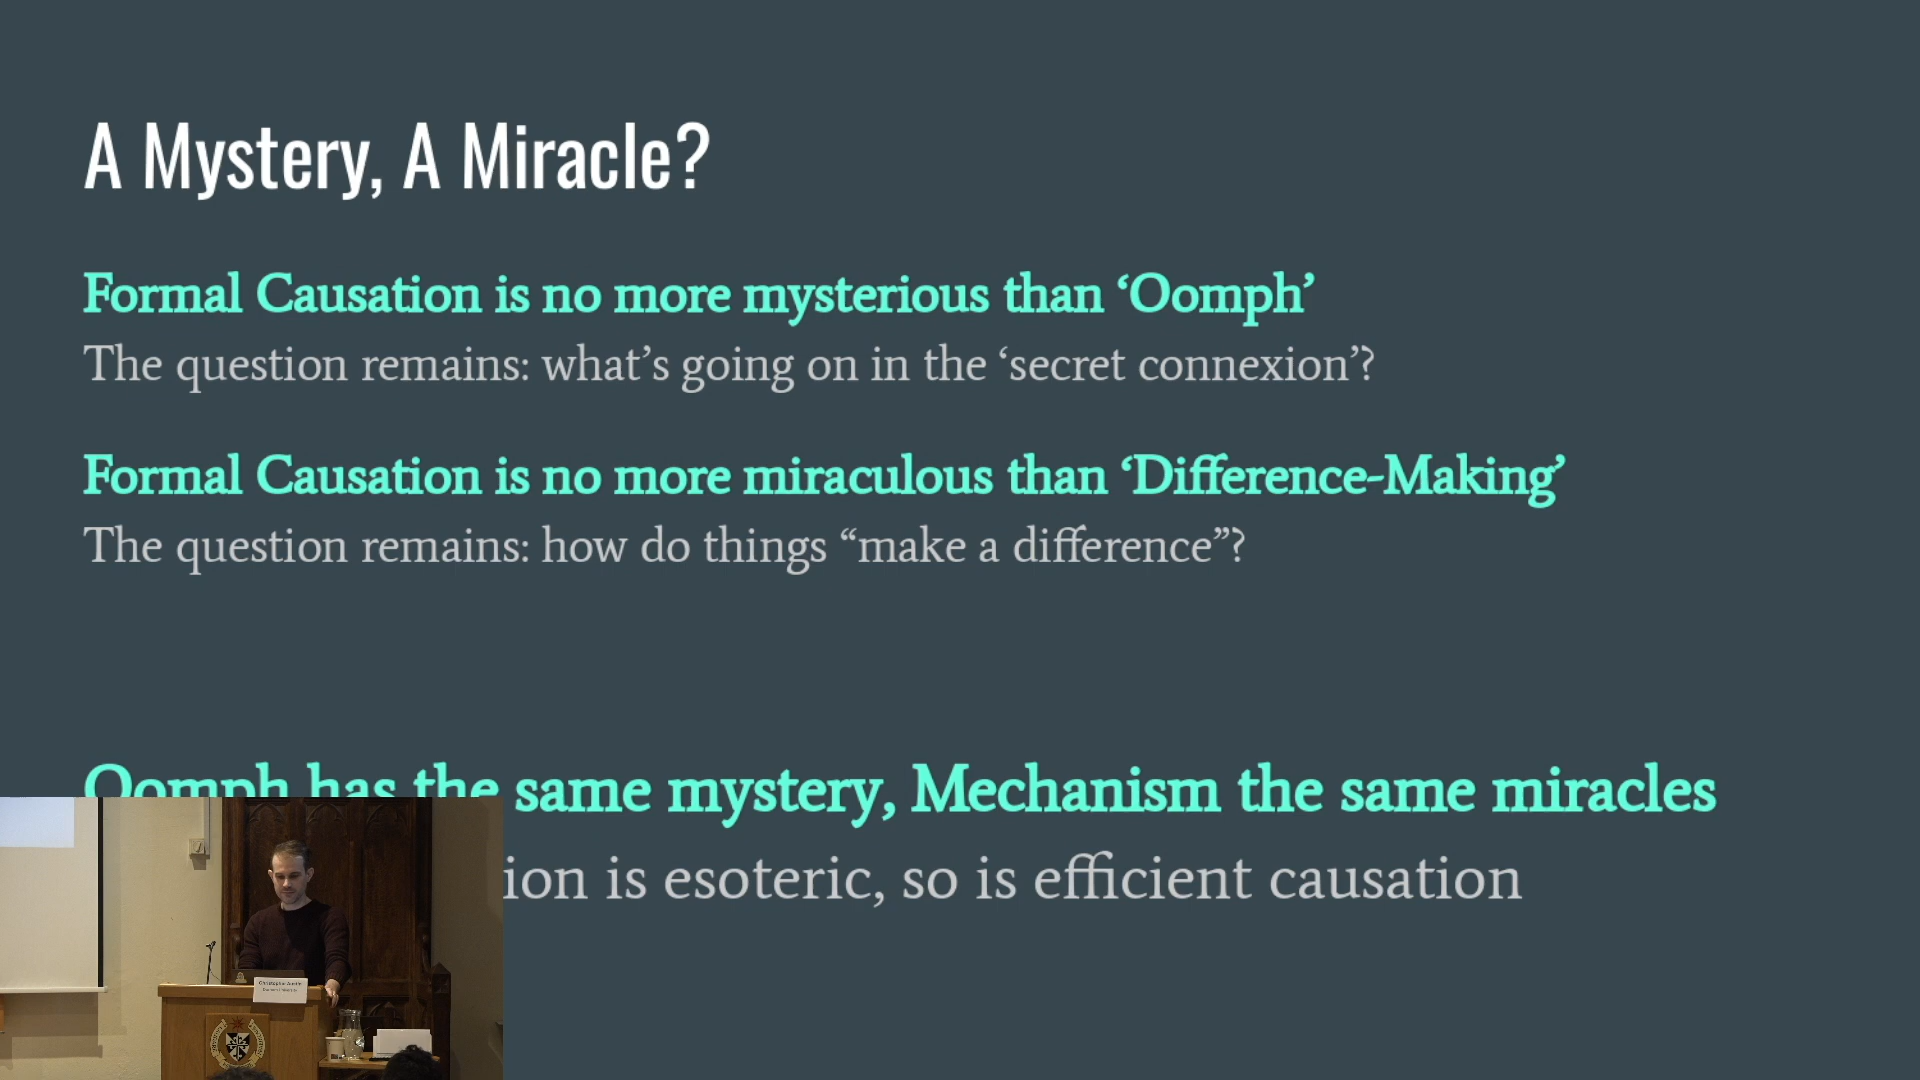 A Mystery, A Miracle?
Formal Causation is no more mysterious than ‘Oomph’
The question remains: what’s going on in the ‘secret connexion’?
Formal Causation is no more miraculous than ‘Difference-Making’
The question remains: how do things “make a difference”?
Oomph has the same mystery, Mechanism the same miracles
ion is esoteric, so is efficient causation
Christopher Austin